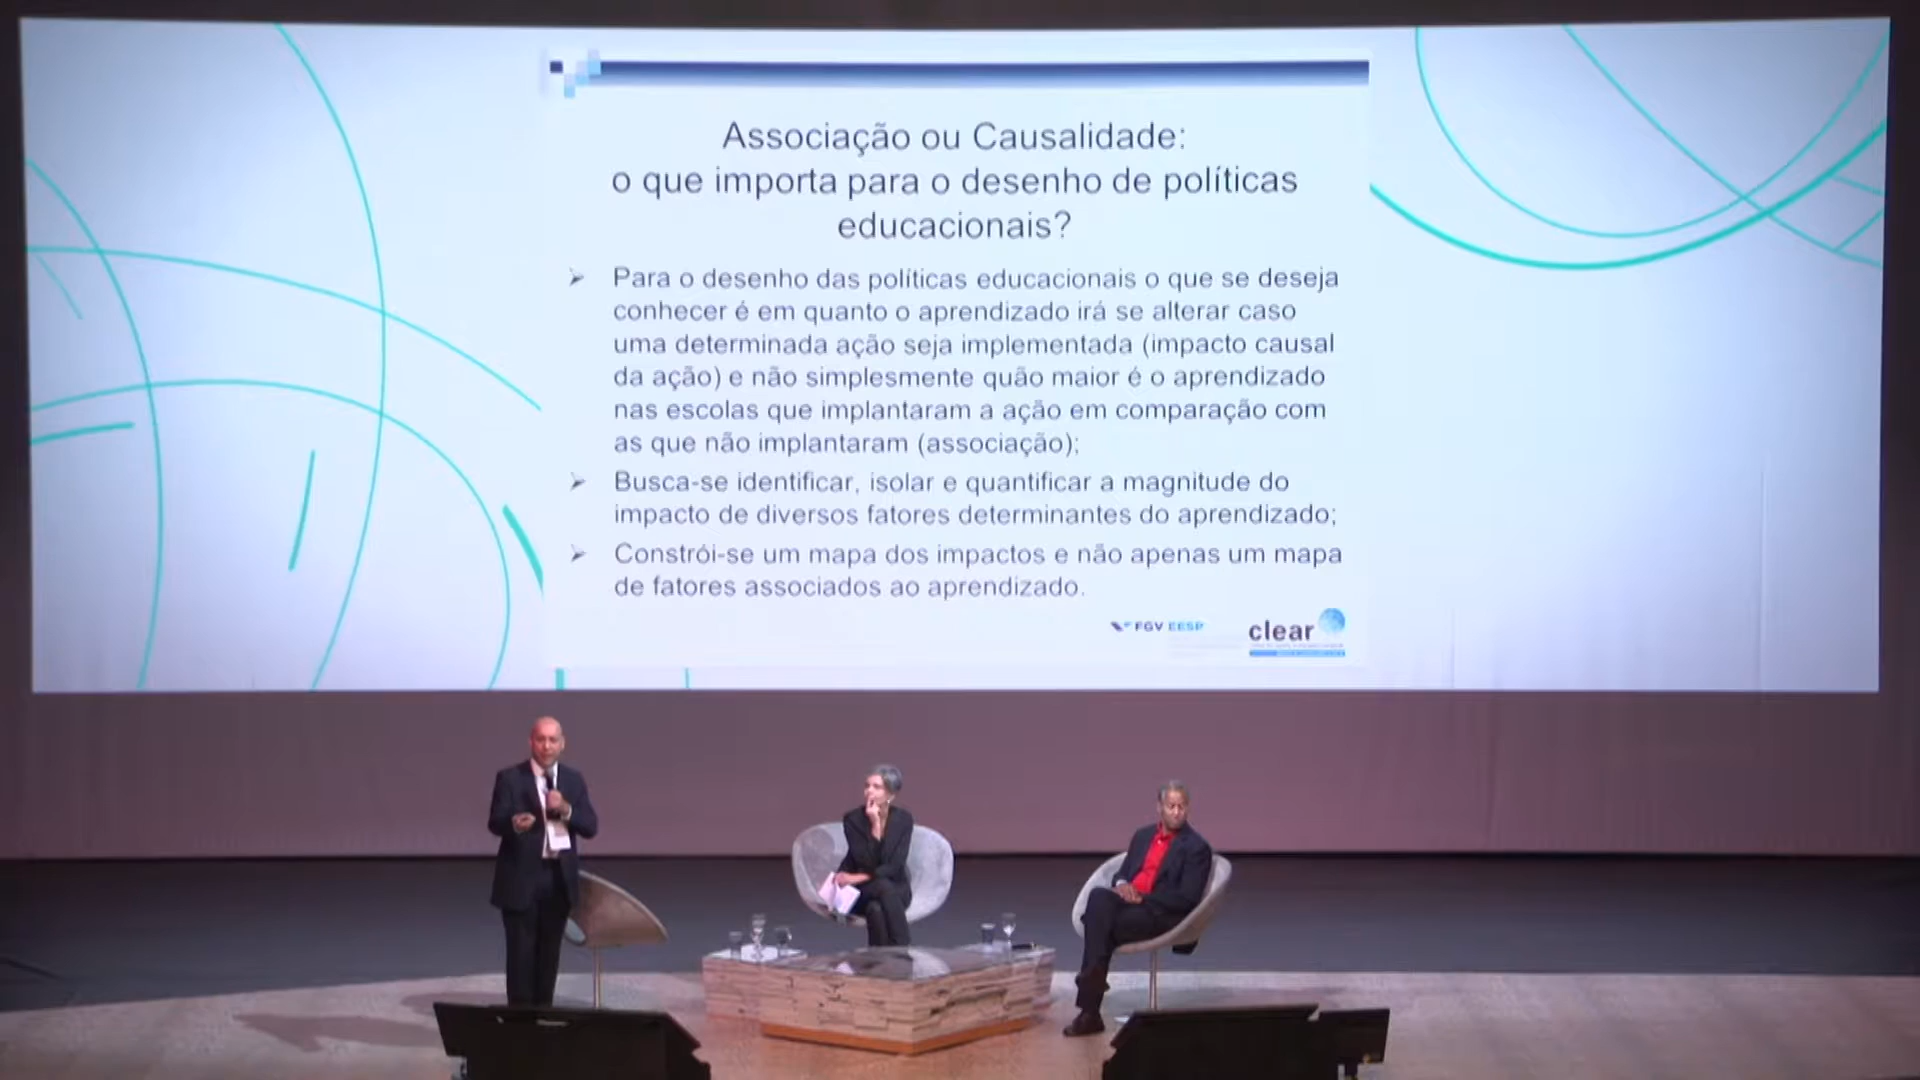 Associação ou Causalidade:
o que importa para o desenho de políticas
educacionais?
Para o desenho das políticas educacionais o que se deseja
conhecer é em quanto o aprendizado irá se alterar caso
uma determinada ação seja implementada (impacto causal
da ação) e não simplesmente quão maior é o aprendizado
nas escolas que implantaram a ação em comparação com
as que não implantaram (associação);
Busca-se identificar, isolar e quantificar a magnitude do
impacto de diversos fatores determinantes do aprendizado;
Constrói-se um mapa dos impactos e não apenas um mapa
de fatores associados ao aprendizado.
FGV EESP
clear